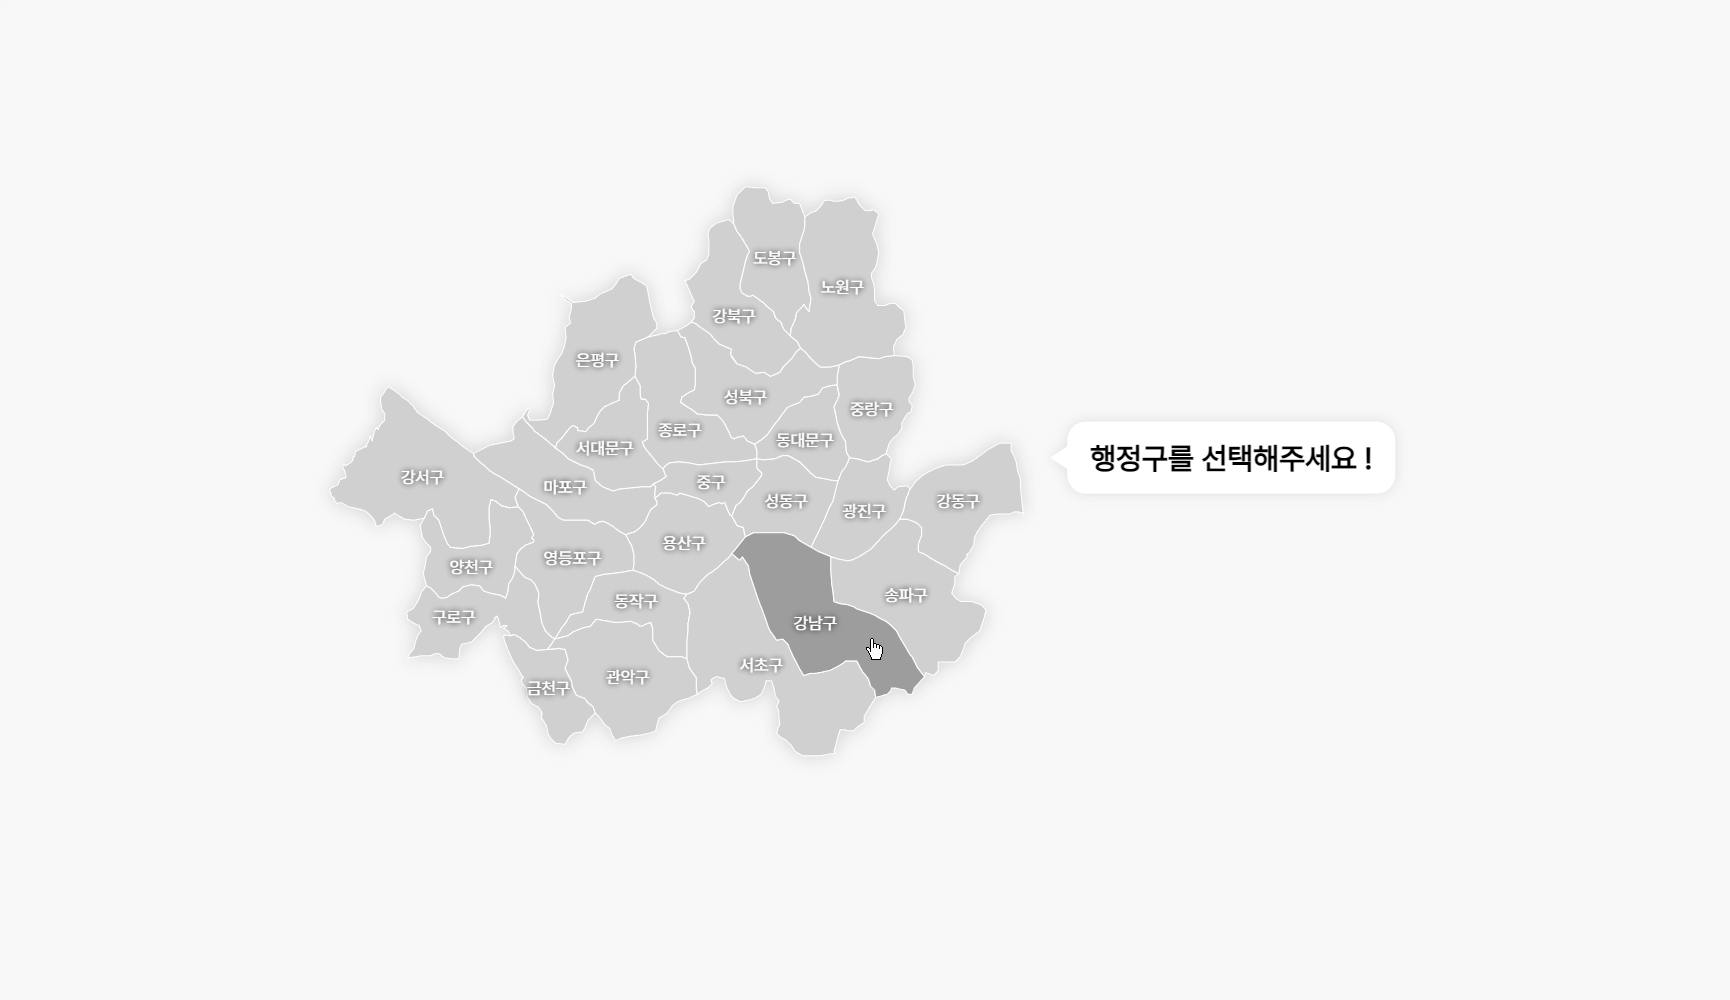 도봉구
노원구
강북구
은평구
성북구
중랑구
종로구
동대문구
서대문구
행정구를 선택해주세요 !
강서구
중구
마포구
성동구
강동구
광진구
용산구
영등포구
양천구
송파구
동작구
구로구
강남구
서초구
관악구
금천구